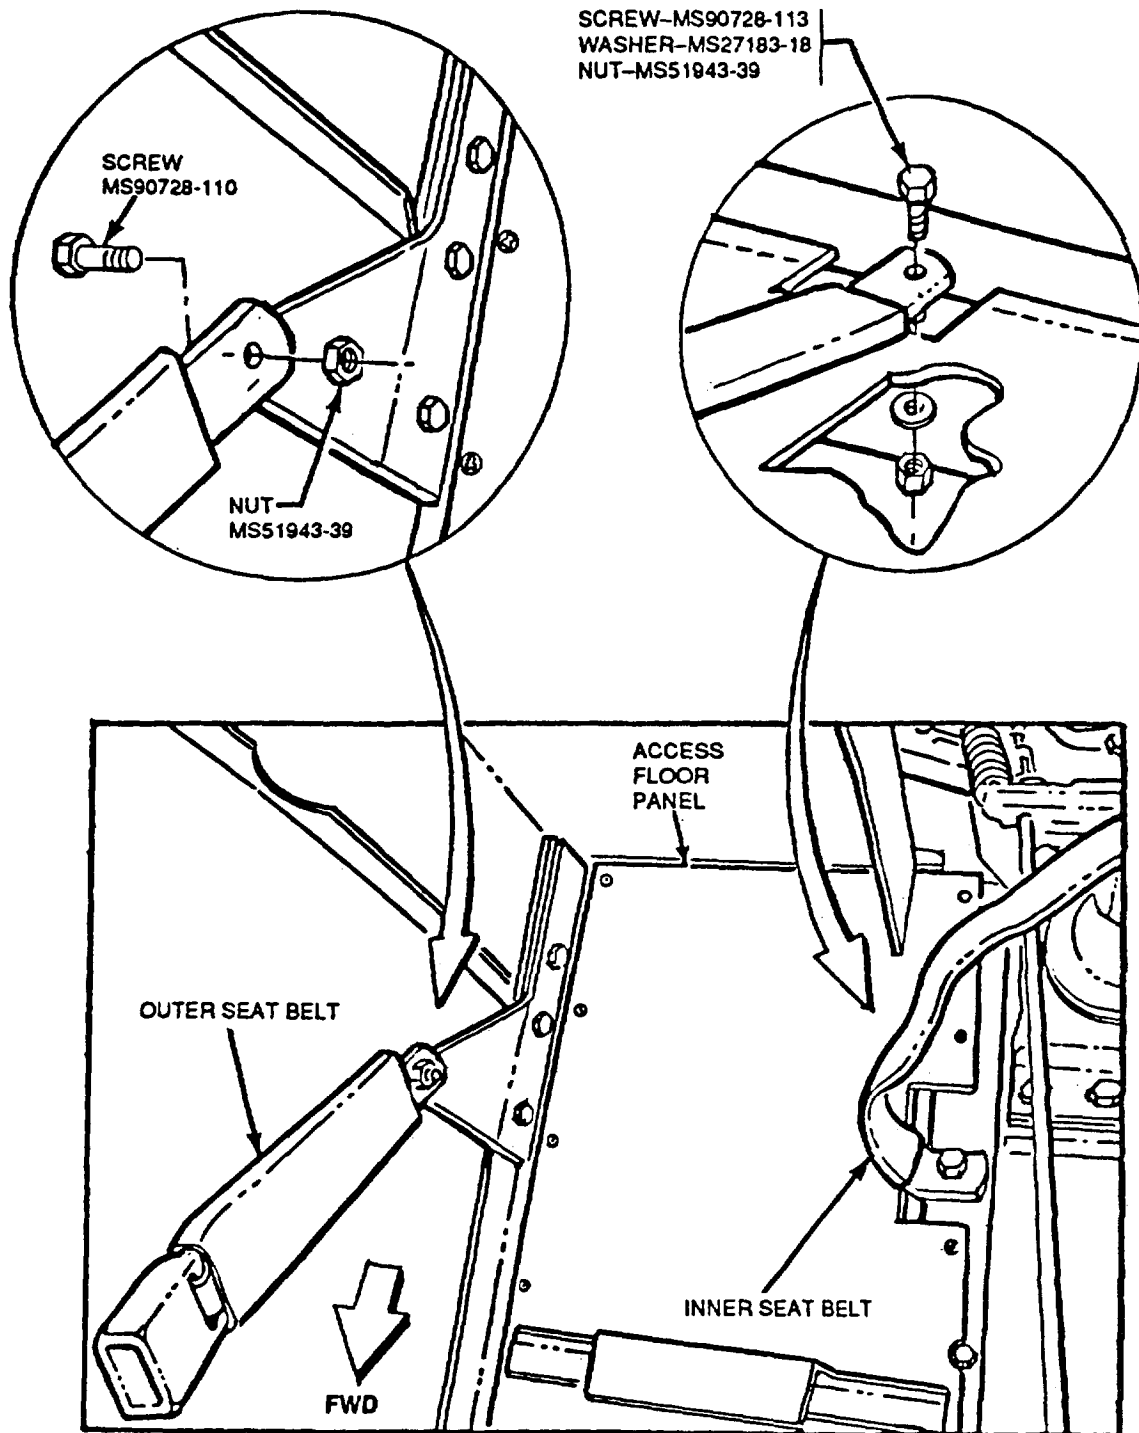 SCREW-MS90728-113
WASHER-MS27183-18
NUT-MS51943-39
SCREW
MS90728-110
NUT
MS51943-39
ACCESS
FLOOR
PANEL
OUTER SEAT BELT
INNER SEAT BELT
FWD